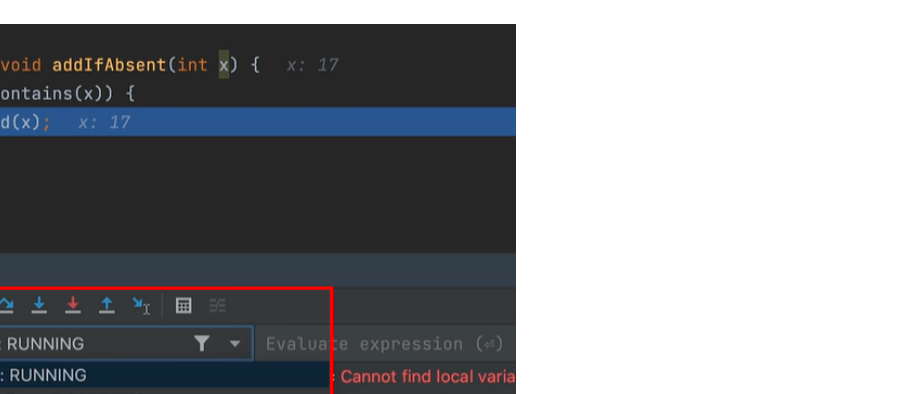 void addIfAbsent(int x) {   x: 17
ontains(x)) {
d(x);   x: 17
: RUNNING
Evaluate expression (⏎)
: RUNNING
Cannot find local varia